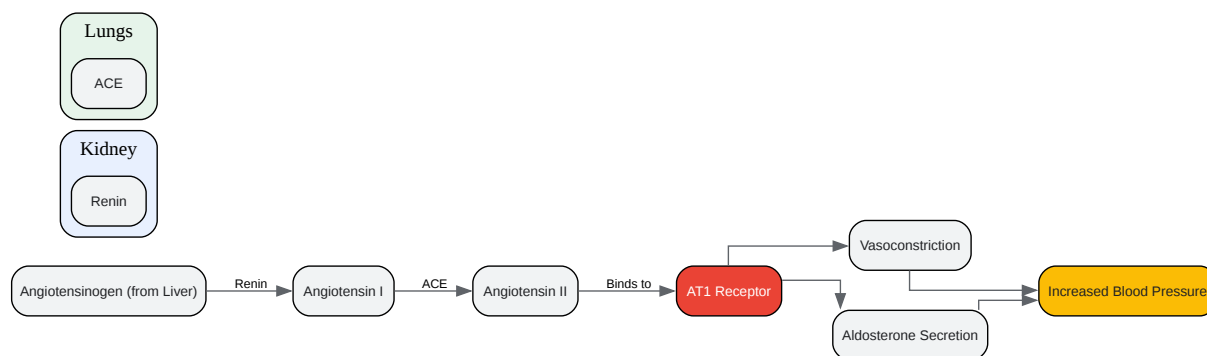 Lungs
ACE
Kidney
Renin
Angiotensinogen (from Liver)
Renin
Angiotensin I
ACE
Angiotensin II
Binds to
AT1 Receptor
Vasoconstriction
Aldosterone Secretion
Increased Blood Pressure